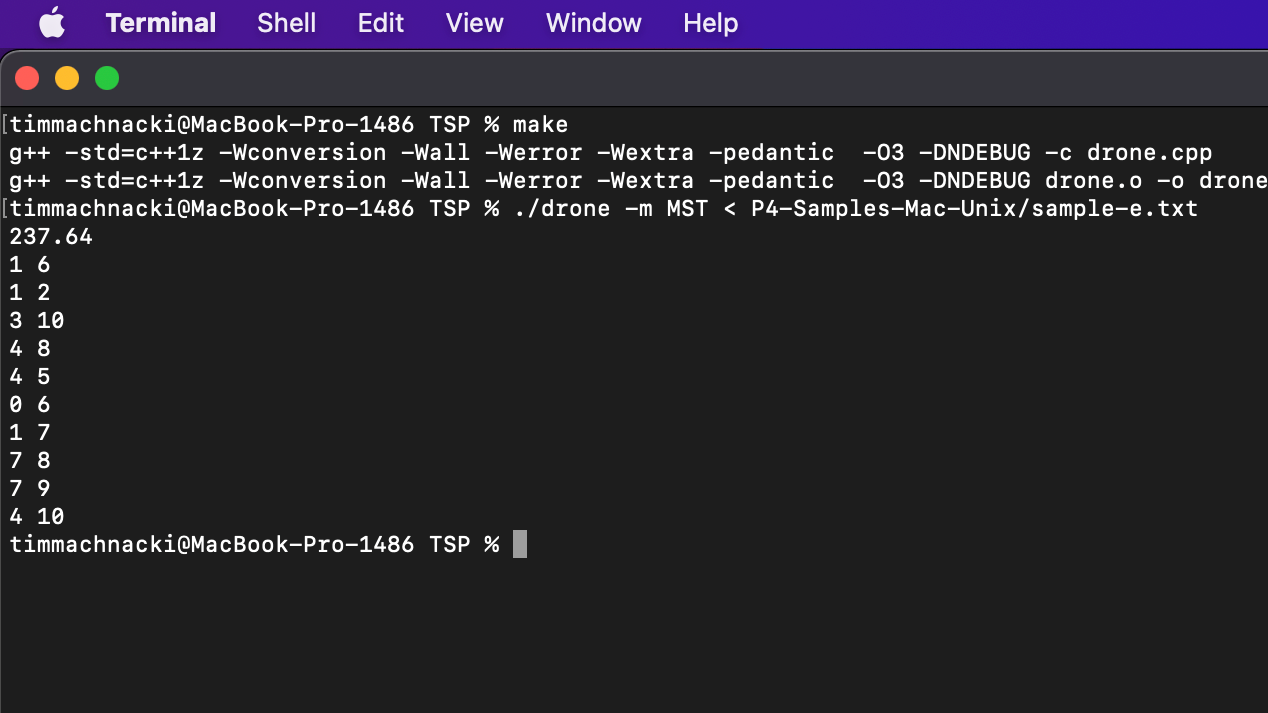 Terminal Shell Edit View Window Help
[timmachnacki@MacBook-Pro-1486 TSP % make
g++ -std=c++1z -Wconversion -Wall -Werror -Wextra -pedantic  -O3 -DNDEBUG -c drone.cpp
g++ -std=c++1z -Wconversion -Wall -Werror -Wextra -pedantic  -O3 -DNDEBUG drone.o -o drone
[timmachnacki@MacBook-Pro-1486 TSP % ./drone -m MST < P4-Samples-Mac-Unix/sample-e.txt
237.64
1 6
1 2
3 10
4 8
4 5
0 6
1 7
7 8
7 9
4 10
timmachnacki@MacBook-Pro-1486 TSP %